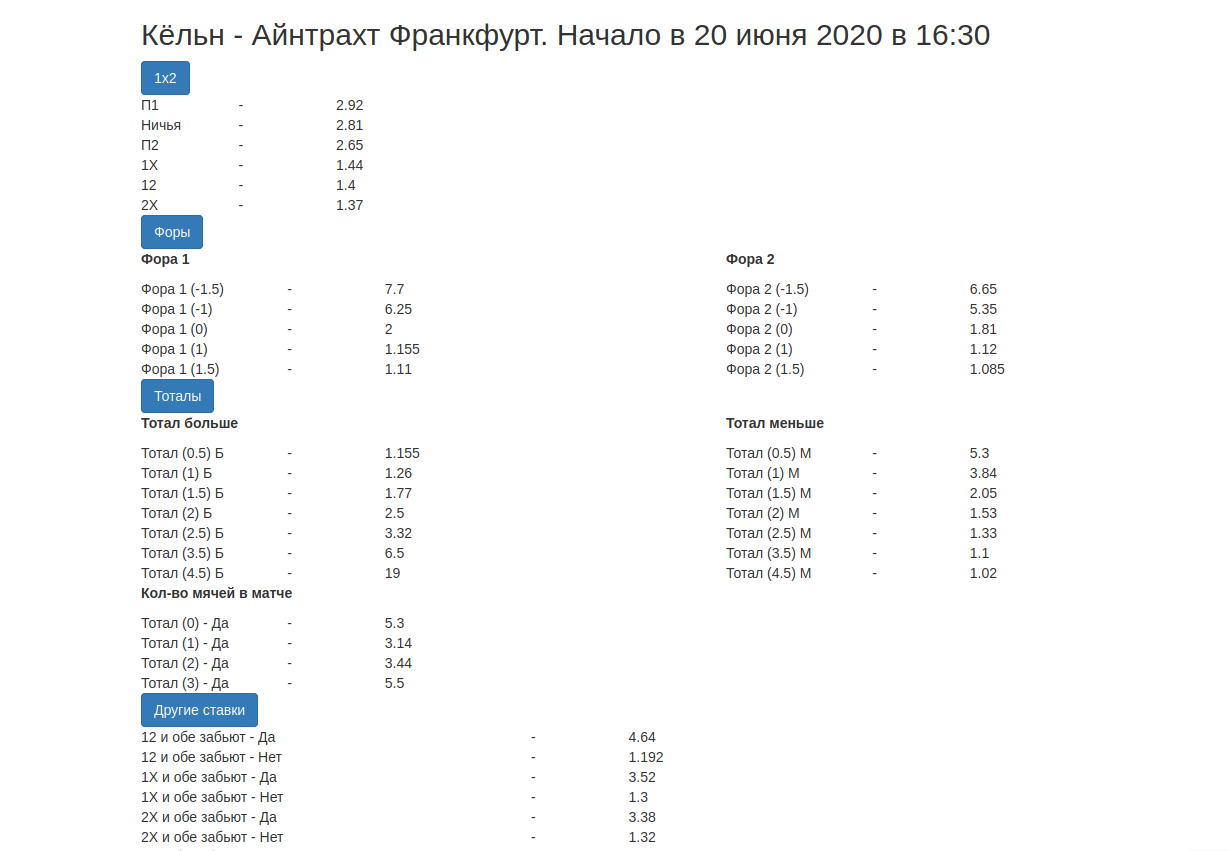 Кёльн - Айнтрахт Франкфурт. Начало в 20 июня 2020 в 16:30
1x2
П1 - 2.92
Ничья - 2.81
П2 - 2.65
1X - 1.44
12 - 1.4
2X - 1.37
Форы
Фора 1 Фора 2
Фора 1 (-1.5) - 7.7 Фора 2 (-1.5) - 6.65
Фора 1 (-1) - 6.25 Фора 2 (-1) - 5.35
Фора 1 (0) - 2 Фора 2 (0) - 1.81
Фора 1 (1) - 1.155 Фора 2 (1) - 1.12
Фора 1 (1.5) - 1.11 Фора 2 (1.5) - 1.085
Тоталы
Тотал больше Тотал меньше
Тотал (0.5) Б - 1.155 Тотал (0.5) М - 5.3
Тотал (1) Б - 1.26 Тотал (1) М - 3.84
Тотал (1.5) Б - 1.77 Тотал (1.5) М - 2.05
Тотал (2) Б - 2.5 Тотал (2) М - 1.53
Тотал (2.5) Б - 3.32 Тотал (2.5) М - 1.33
Тотал (3.5) Б - 6.5 Тотал (3.5) М - 1.1
Тотал (4.5) Б - 19 Тотал (4.5) М - 1.02
Кол-во мячей в матче
Тотал (0) - Да - 5.3
Тотал (1) - Да - 3.14
Тотал (2) - Да - 3.44
Тотал (3) - Да - 5.5
Другие ставки
12 и обе забьют - Да - 4.64
12 и обе забьют - Нет - 1.192
1X и обе забьют - Да - 3.52
1X и обе забьют - Нет - 1.3
2X и обе забьют - Да - 3.38
2X и обе забьют - Нет - 1.32